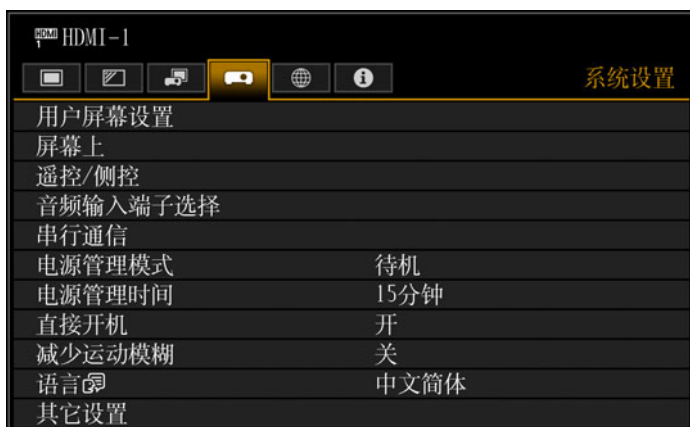 HDMI 1 HDMI-1
系统设置
用户屏幕设置
屏幕上
遥控/侧控
音频输入端子选择
串行通信
电源管理模式 待机
电源管理时间 15分钟
直接开机 开
减少运动模糊 关
语言 中文简体
其它设置